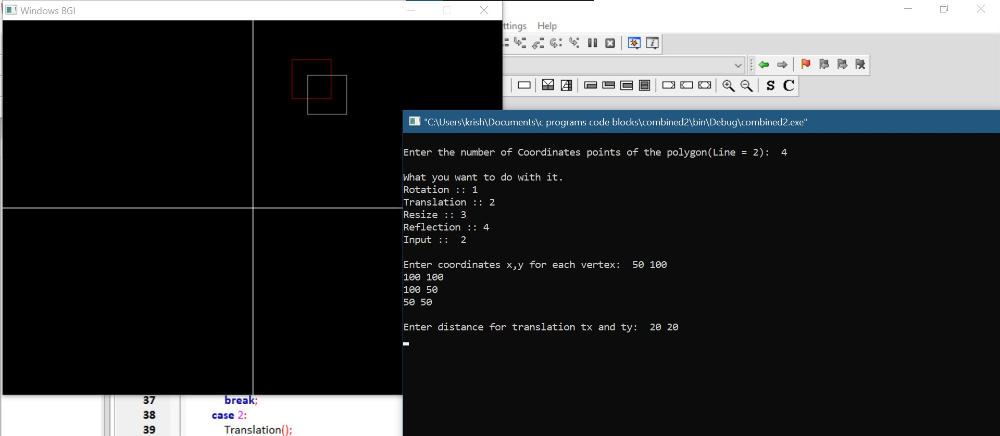 Windows BGI
ttings Help
S C
"C:\Users\krish\Documents\c programs code blocks\combined2\bin\Debug\combined2.exe"
Enter the number of Coordinates points of the polygon(Line = 2):  4
What you want to do with it.
Rotation :: 1
Translation :: 2
Resize :: 3
Reflection :: 4
Input ::  2
Enter coordinates x,y for each vertex:  50 100
100 100
100 50
50 50
Enter distance for translation tx and ty:  20 20
37 break;
38 case 2:
39 Translation();